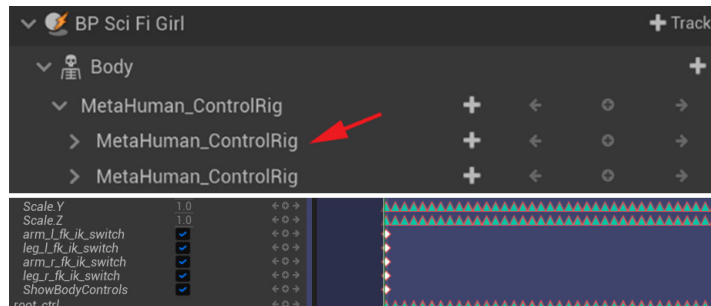 BP Sci Fi Girl
Track
Body
MetaHuman_ControlRig
MetaHuman_ControlRig
MetaHuman_ControlRig
Scale.Y 1.0
Scale.Z 1.0
arm_l_fk_ik_switch
leg_l_fk_ik_switch
arm_r_fk_ik_switch
leg_r_fk_ik_switch
ShowBodyControls
root_ctrl